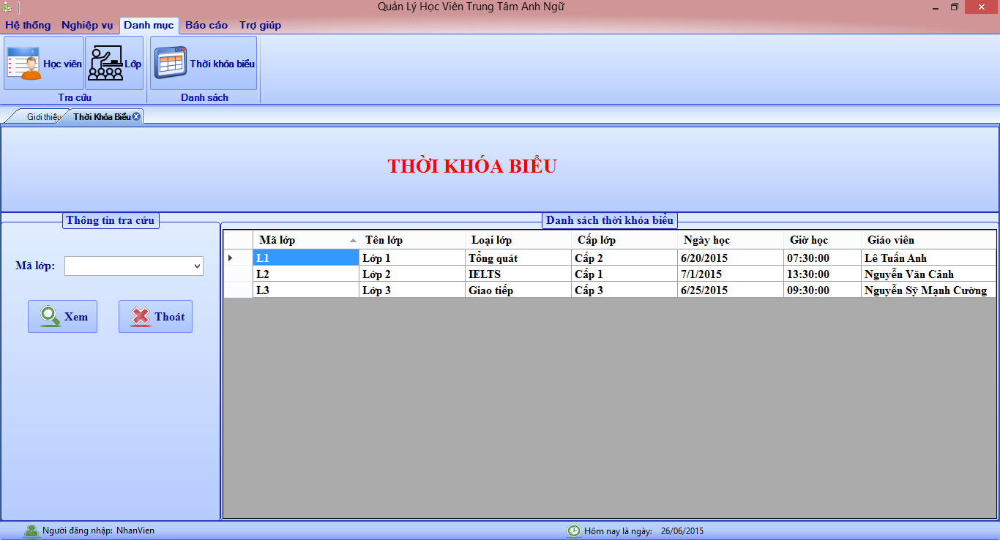 Quản Lý Học Viên Trung Tâm Anh Ngữ
Hệ thống Nghiệp vụ Danh mục Báo cáo Trợ giúp
Học viên Lớp Thời khóa biểu
Tra cứu Danh sách
Giới thiệu Thời Khóa Biểu
THỜI KHÓA BIỂU
Thông tin tra cứu
Mã lớp:
Xem Thoát
Danh sách thời khóa biểu
Mã lớp Tên lớp Loại lớp Cấp lớp Ngày học Giờ học Giáo viên
L1 Lớp 1 Tổng quát Cấp 2 6/20/2015 07:30:00 Lê Tuấn Anh
L2 Lớp 2 IELTS Cấp 1 7/1/2015 13:30:00 Nguyễn Văn Cảnh
L3 Lớp 3 Giao tiếp Cấp 3 6/25/2015 09:30:00 Nguyễn Sỹ Mạnh Cường
Người đăng nhập: NhanVien Hôm nay là ngày: 26/06/2015